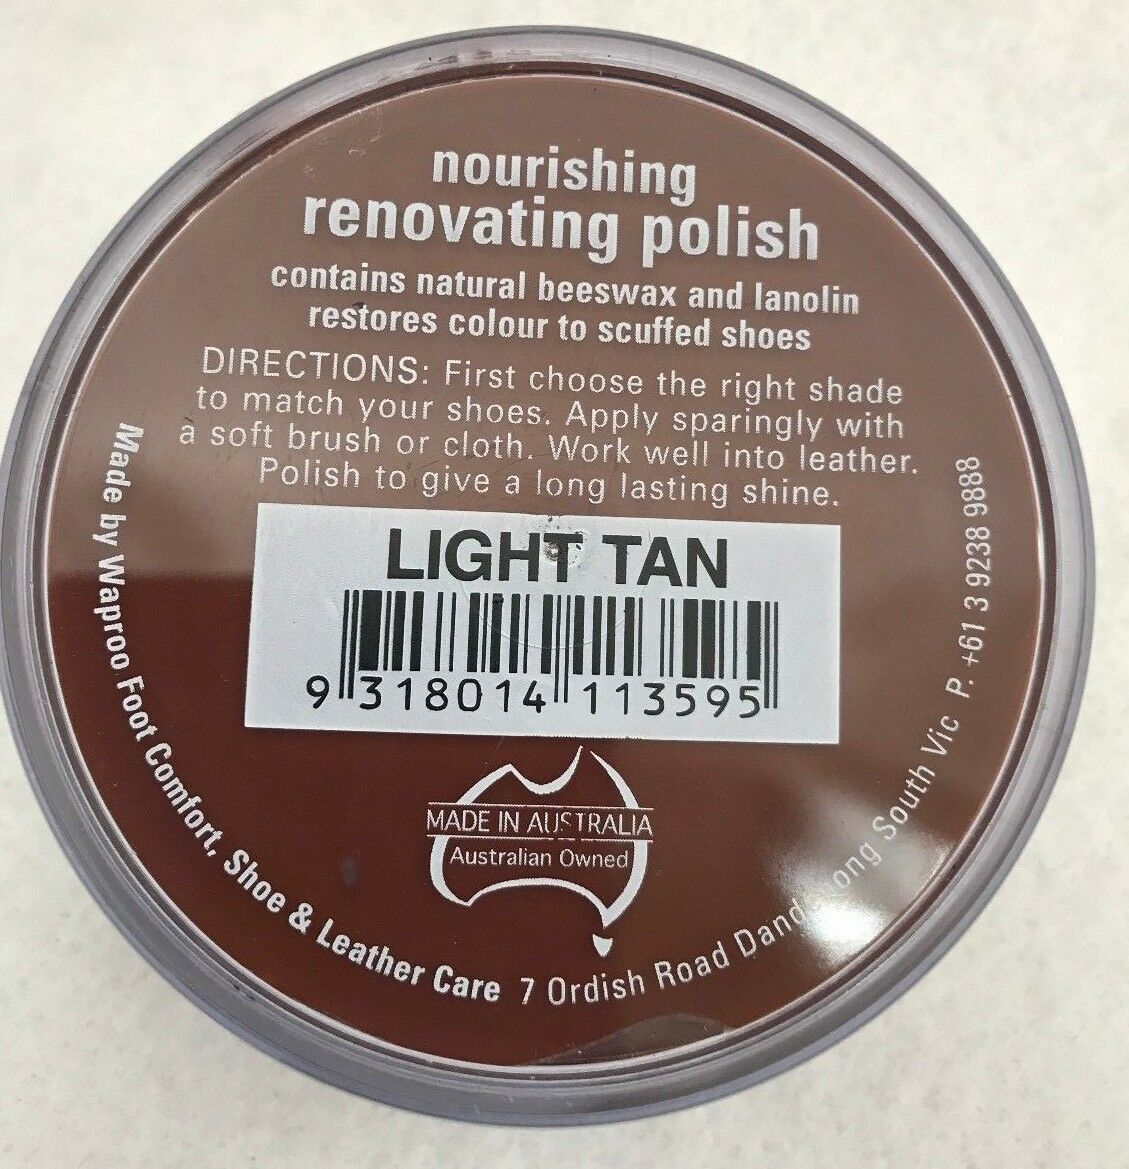 nourishing
renovating polish
contains natural beeswax and lanolin
restores colour to scuffed shoes
DIRECTIONS: First choose the right shade
to match your shoes. Apply sparingly with
a soft brush or cloth. Work well into leather.
Polish to give a long lasting shine.
LIGHT TAN
9 318014 113595
MADE IN AUSTRALIA
Australian Owned
Made by Waproo Foot Comfort, Shoe & Leather Care 7 Ordish Road Dandenong South Vic P. +61 3 9238 9888